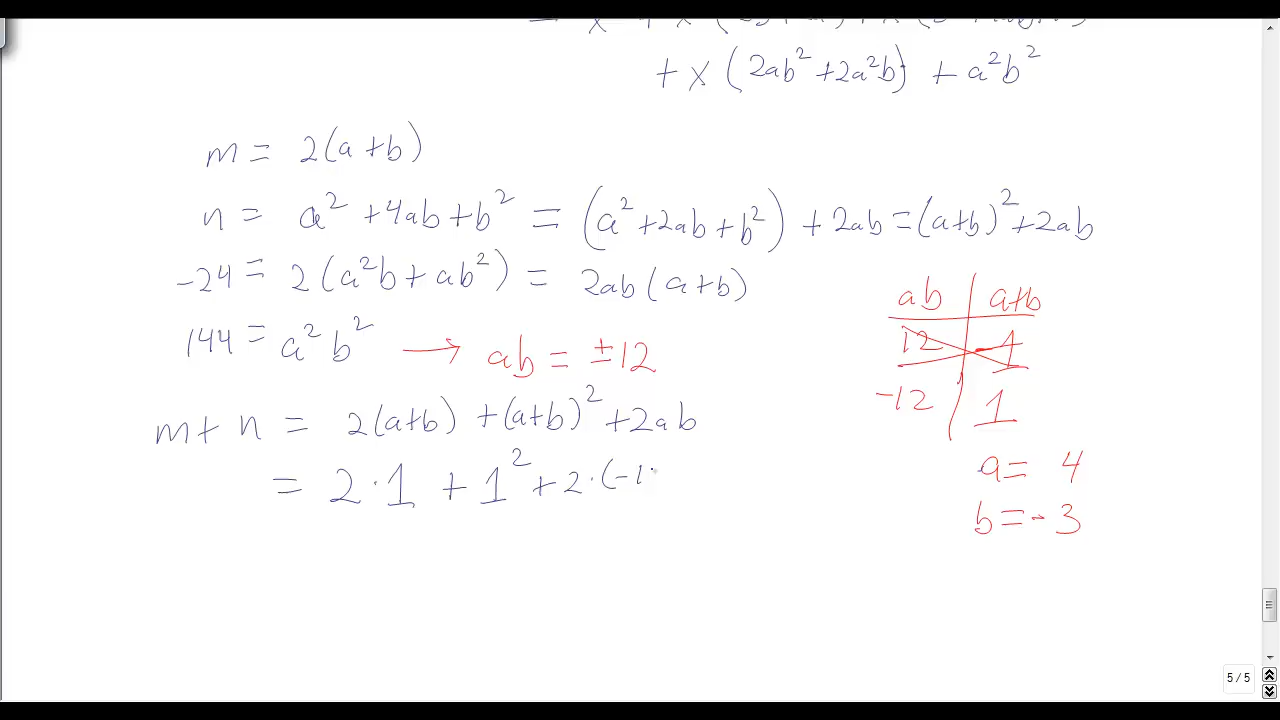 + x (2ab² + 2a²b) + a²b²
m = 2(a+b)
n = a² + 4ab + b² = (a² + 2ab + b²) + 2ab = (a+b)² + 2ab
-24 = 2(a²b + ab²) = 2ab(a+b)
144 = a²b² → ab = ±12
ab | a+b
12 | 1
-12 | 1
a = 4
b = -3
m + n = 2(a+b) + (a+b)² + 2ab
= 2 · 1 + 1² + 2 · (-1
5/5